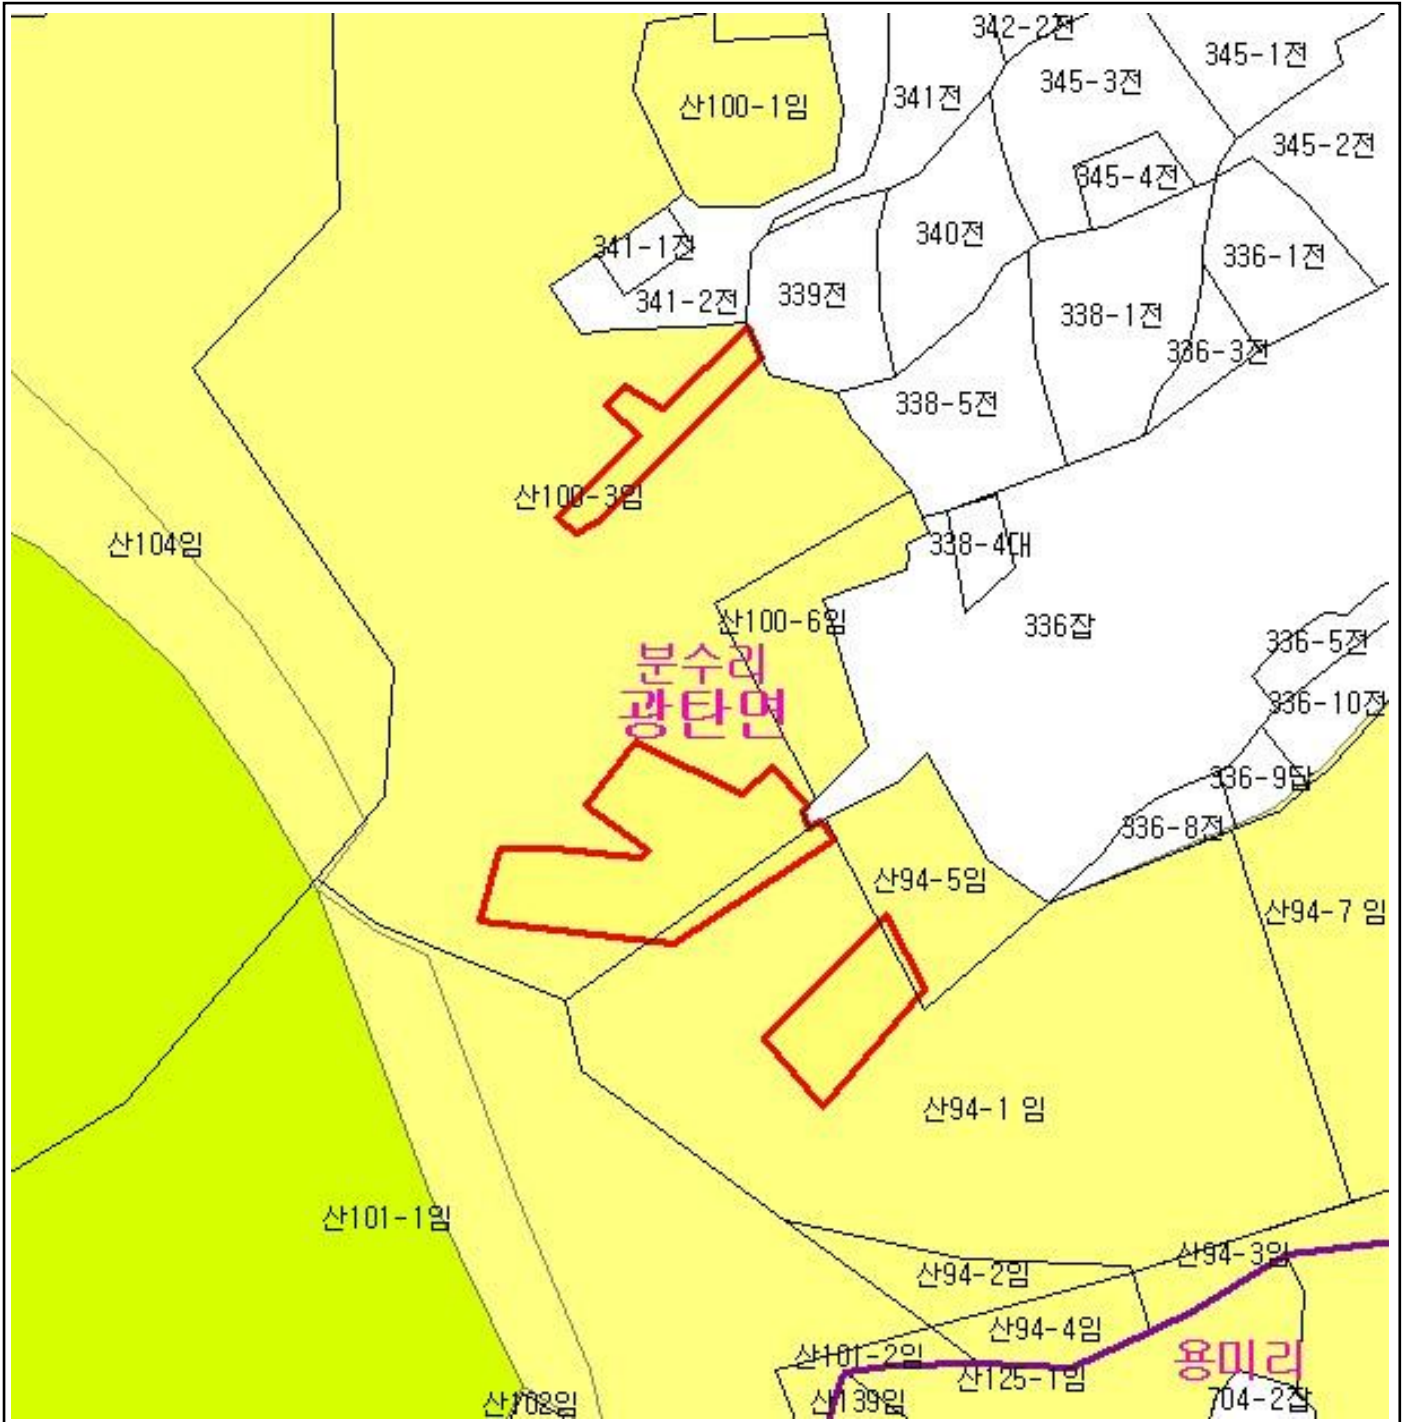 342-2전
345-1전
345-3전
341전
산100-1임
345-2전
345-4전
341-1전
340전
336-1전
341-2전
339전
338-1전
336-3전
338-5전
산100-3임
산104임
338-4대
산100-6임
336잡
336-5전
분수리
광탄면
336-10전
336-9답
336-8전
산94-5임
산94-7 임
산94-1 임
산101-1임
산94-3임
산94-2임
산94-4임
산101-2임
용미리
산125-1임
산102임
산139임
704-2잡